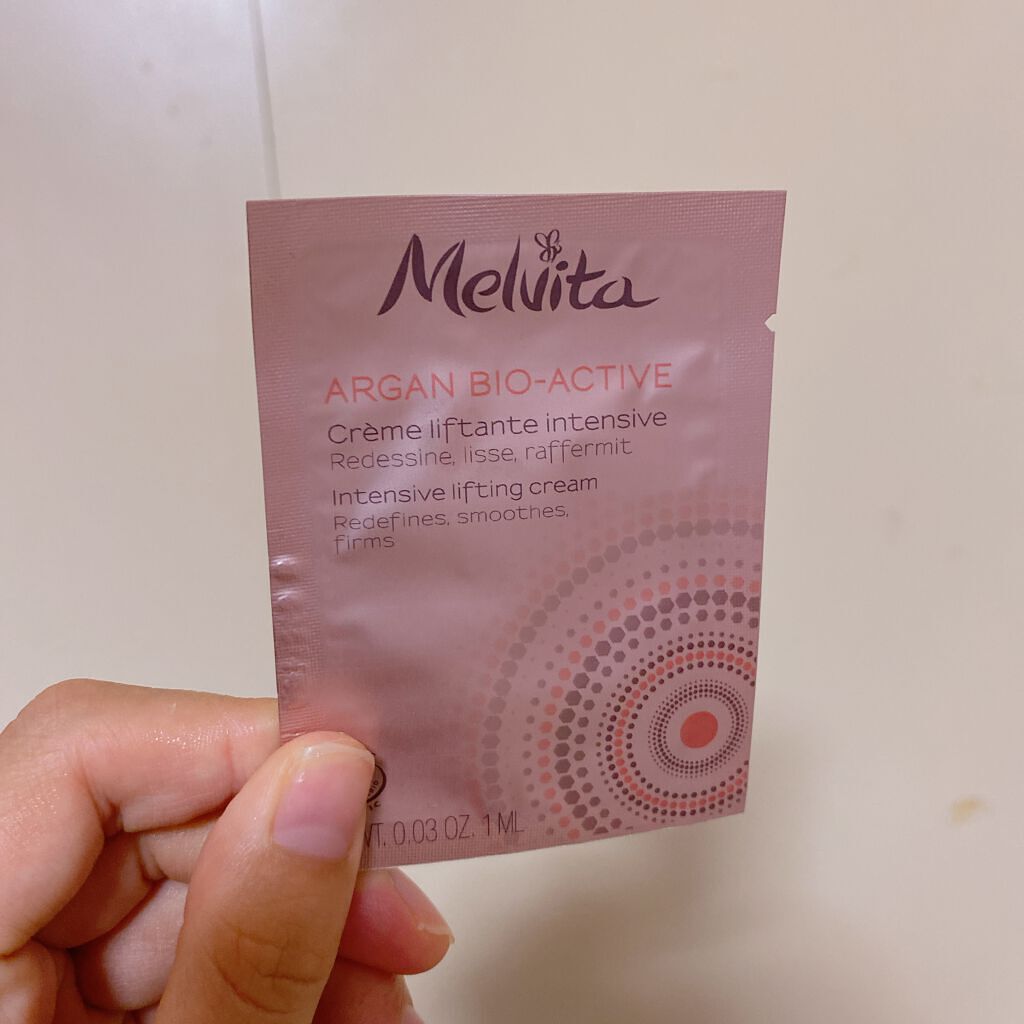 Melvita
ARGAN BIO-ACTIVE
Crème liftante intensive
Redessine, lisse, raffermit
Intensive lifting cream
Redefines, smoothes,
firms
WT. 0,03 OZ. 1 ML